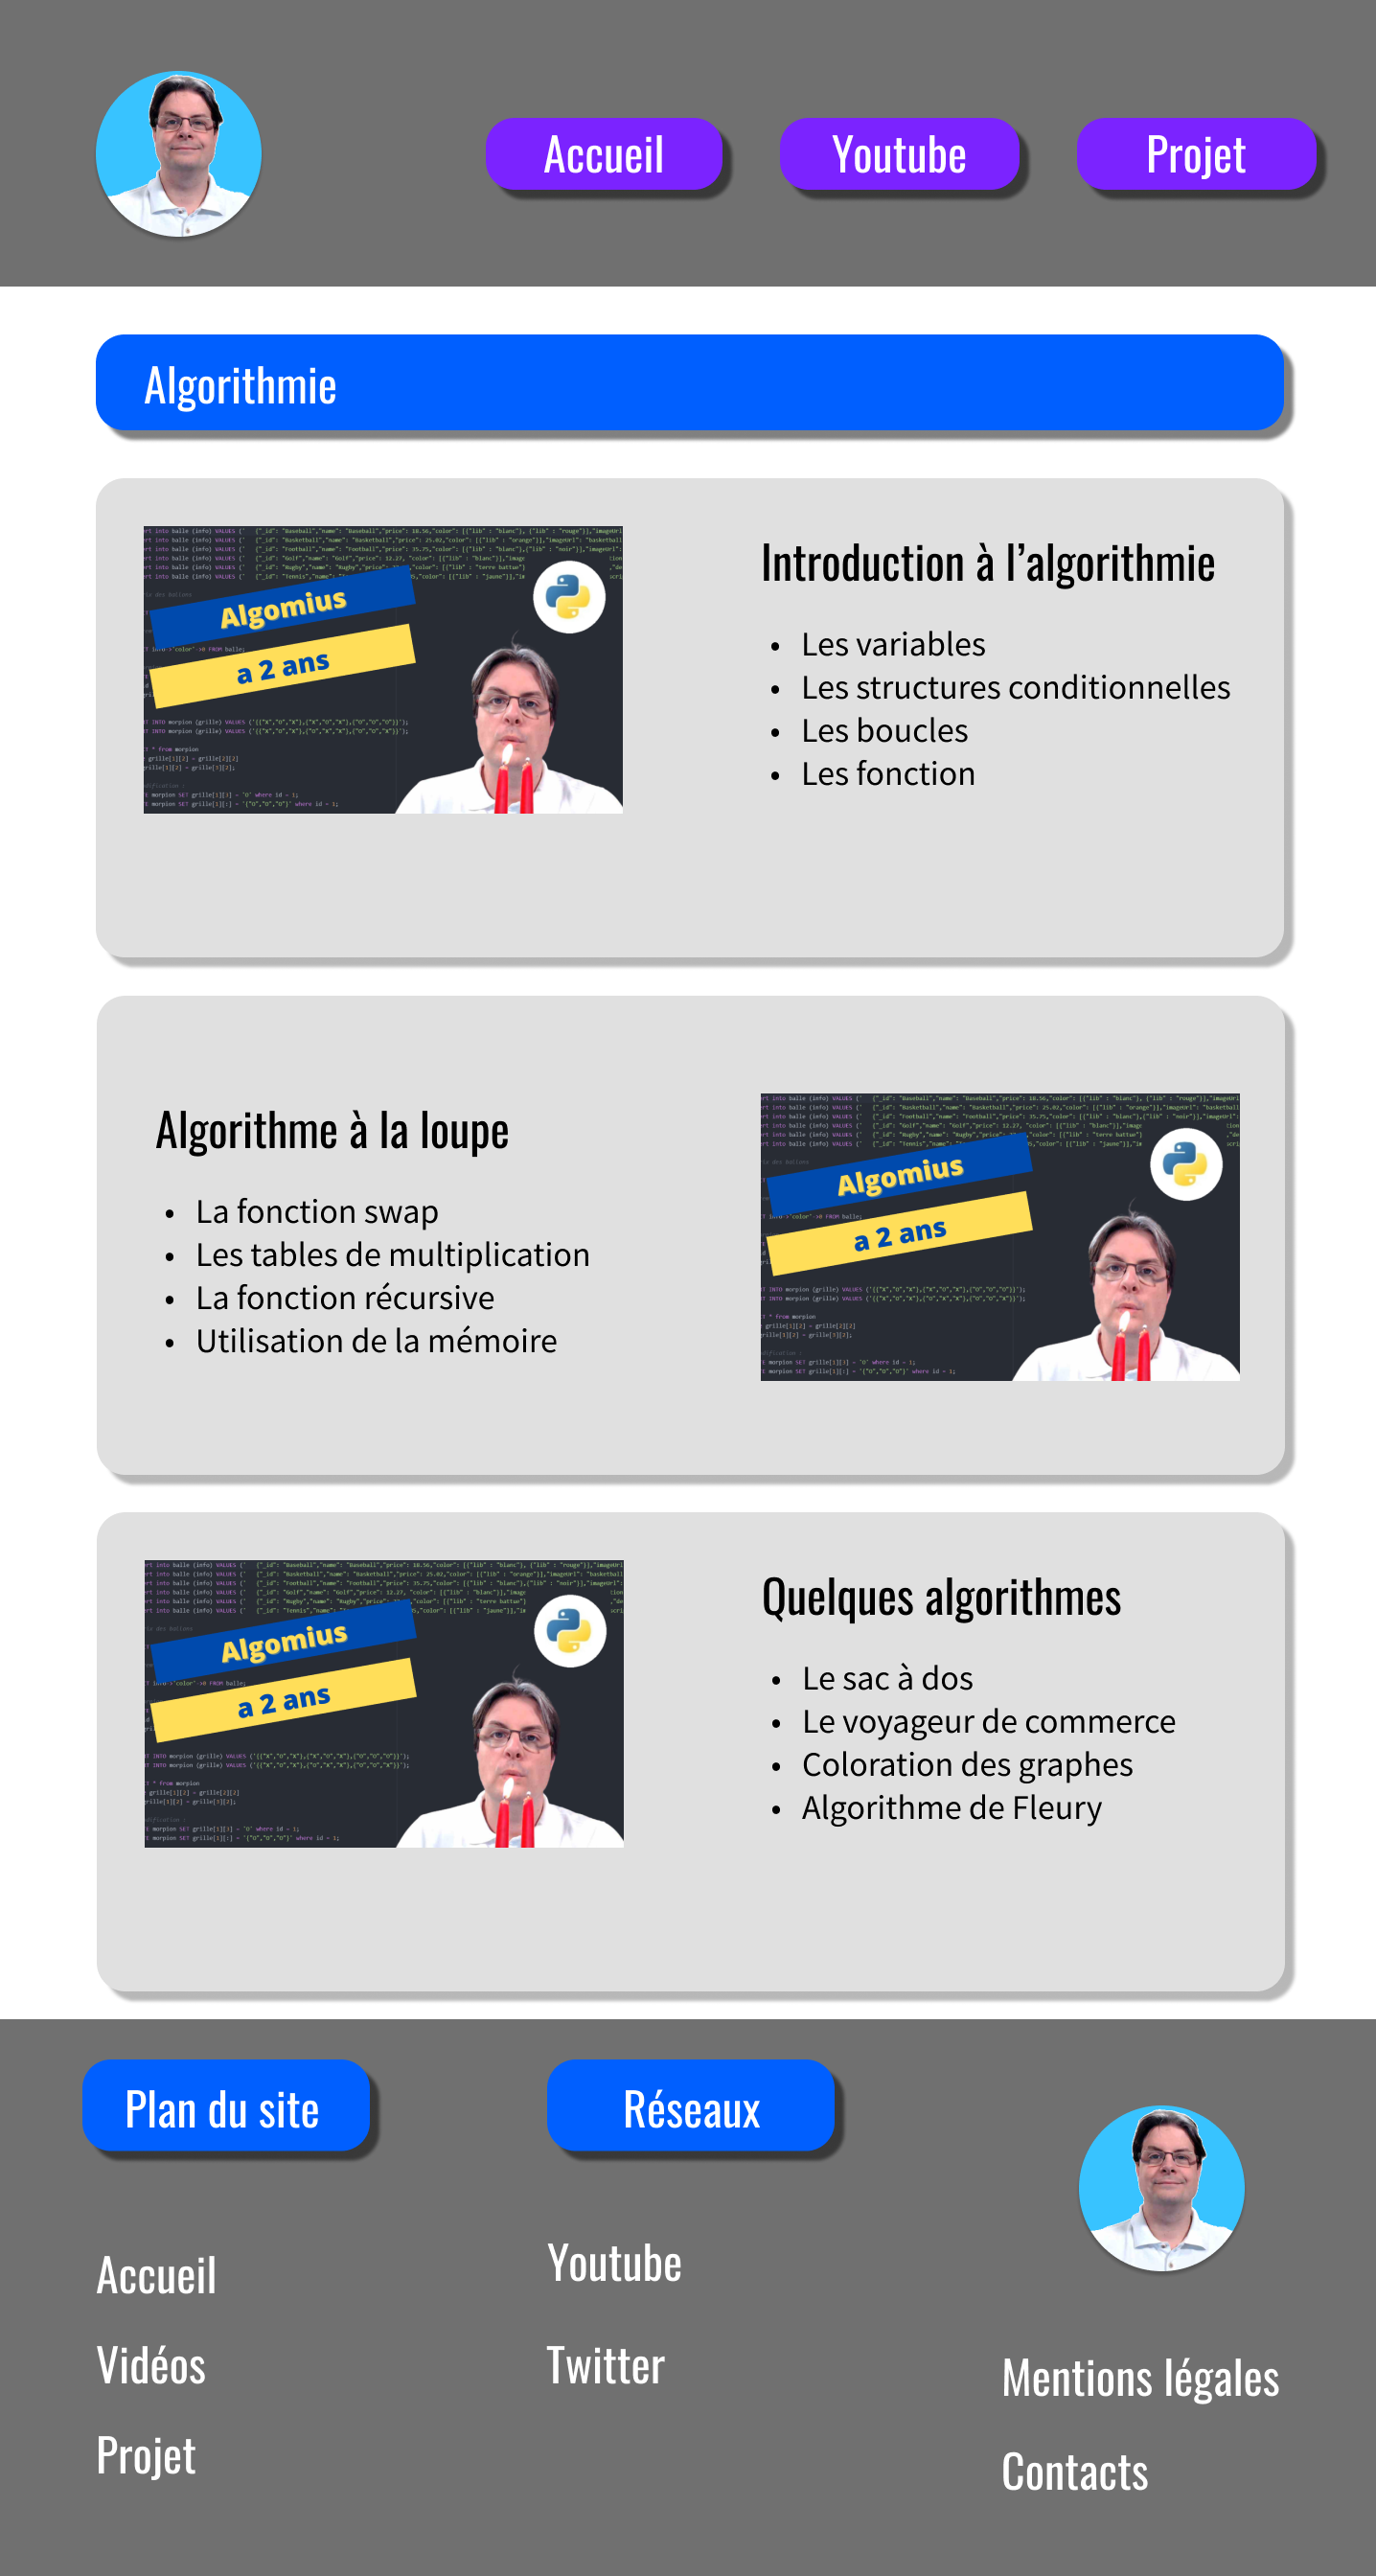 Accueil
Youtube
Projet
Algorithmie
Algomius
a 2 ans
Introduction à l’algorithmie
• Les variables
• Les structures conditionnelles
• Les boucles
• Les fonction
Algorithme à la loupe
• La fonction swap
• Les tables de multiplication
• La fonction récursive
• Utilisation de la mémoire
Algomius
a 2 ans
Algomius
a 2 ans
Quelques algorithmes
• Le sac à dos
• Le voyageur de commerce
• Coloration des graphes
• Algorithme de Fleury
Plan du site
Accueil
Vidéos
Projet
Réseaux
Youtube
Twitter
Mentions légales
Contacts